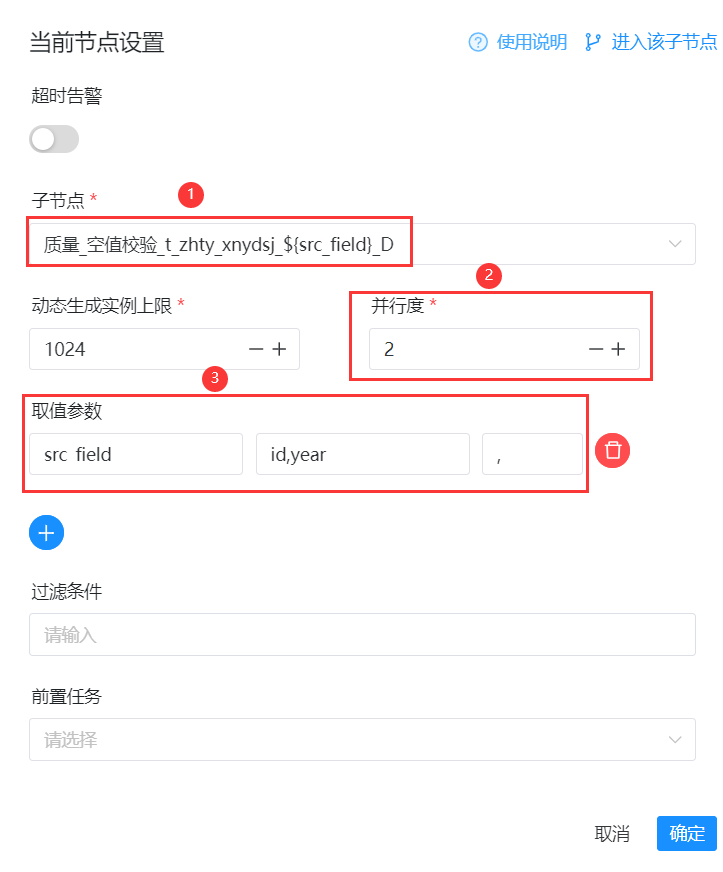 当前节点设置 使用说明 进入该子节点
超时告警
子节点 * 1
质量_空值校验_t_zhty_xnydsj_${src_field}_D
2
动态生成实例上限 * 并行度 *
1024 2
3
取值参数
src_field id,year ,
过滤条件
请输入
前置任务
请选择
取消 确定